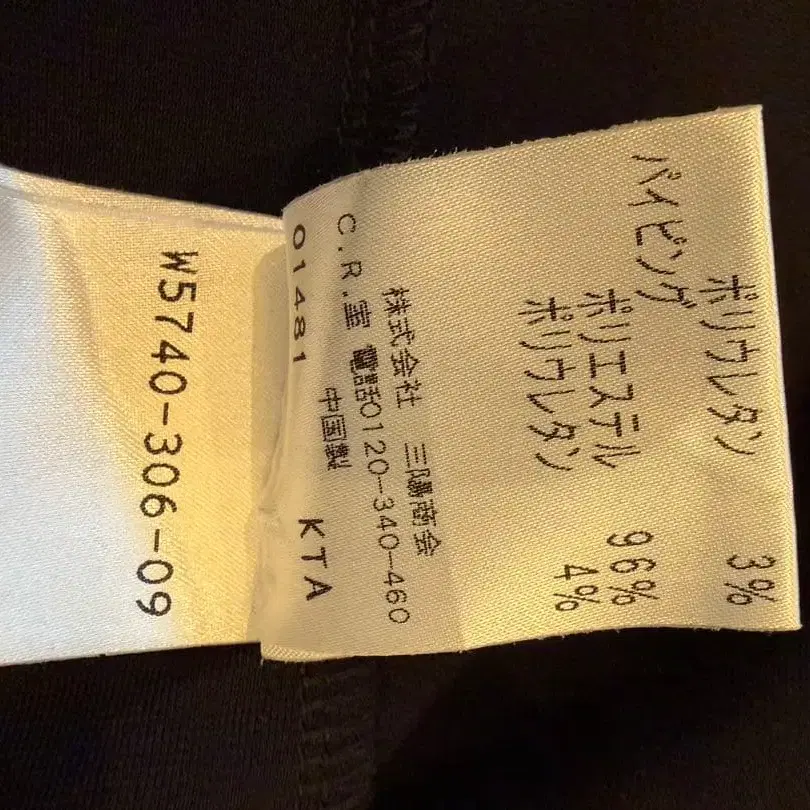 ポリウレタン 3%
パイピング
ポリエステル 96%
ポリウレタン 4%
株式会社 三陽商会
C.R.室 電話0120-340-460
中国製
01481 KTA
W5740-306-09